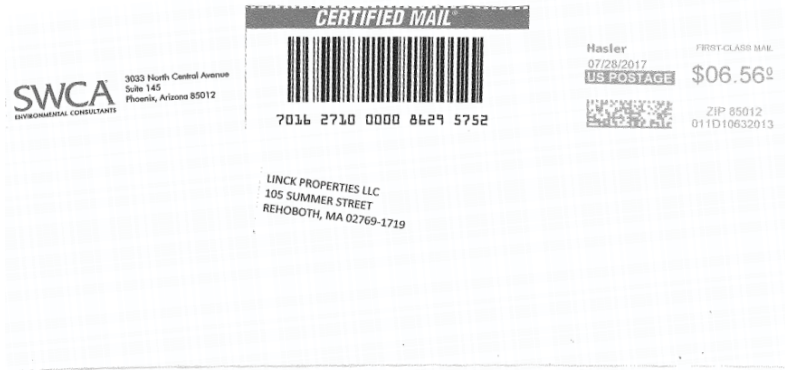 CERTIFIED MAIL®
SWCA
ENVIRONMENTAL CONSULTANTS
3033 North Central Avenue
Suite 145
Phoenix, Arizona 85012
7016 2710 0000 8629 5752
Hasler
FIRST-CLASS MAIL
07/28/2017
US POSTAGE
$06.56⁰
ZIP 85012
011D10632013
LINCK PROPERTIES LLC
105 SUMMER STREET
REHOBOTH, MA 02769-1719